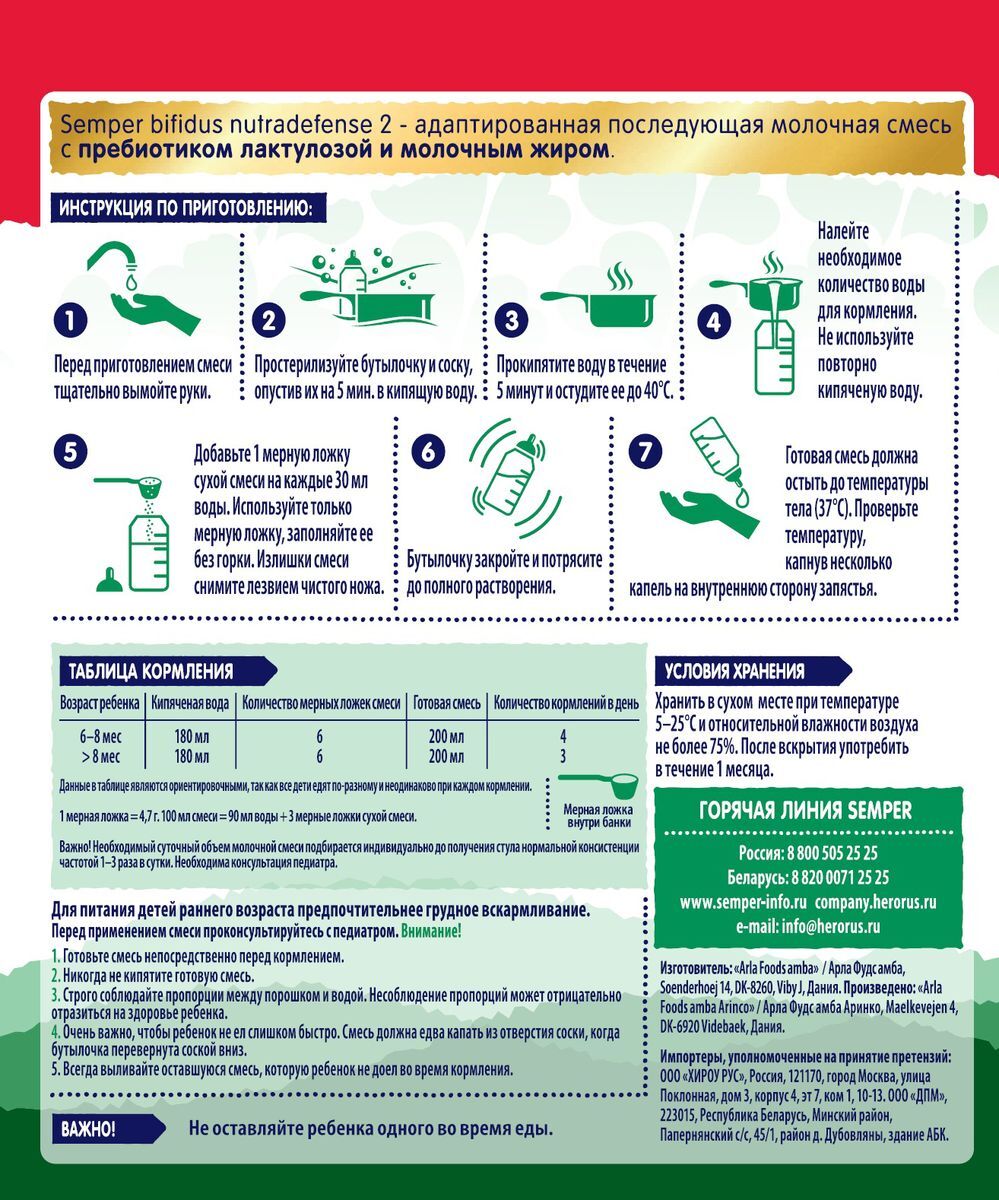 Semper bifidus nutradefense 2 - адаптированная последующая молочная смесь
с пребиотиком лактулозой и молочным жиром.
ИНСТРУКЦИЯ ПО ПРИГОТОВЛЕНИЮ:
1
Перед приготовлением смеси
тщательно вымойте руки.
2
Простерилизуйте бутылочку и соску,
опустив их на 5 мин. в кипящую воду.
3
Прокипятите воду в течение
5 минут и остудите ее до 40°С.
4
Налейте
необходимое
количество воды
для кормления.
Не используйте
повторно
кипяченую воду.
5
Добавьте 1 мерную ложку
сухой смеси на каждые 30 мл
воды. Используйте только
мерную ложку, заполняйте ее
без горки. Излишки смеси
снимите лезвием чистого ножа.
6
Бутылочку закройте и потрясите
до полного растворения.
7
Готовая смесь должна
остыть до температуры
тела (37°С). Проверьте
температуру,
капнув несколько
капель на внутреннюю сторону запястья.
ТАБЛИЦА КОРМЛЕНИЯ
Возраст ребенка Кипяченая вода Количество мерных ложек смеси Готовая смесь Количество кормлений в день
6–8 мес 180 мл 6 200 мл 4
> 8 мес 180 мл 6 200 мл 3
Данные в таблице являются ориентировочными, так как все дети едят по-разному и неодинаково при каждом кормлении.
1 мерная ложка = 4,7 г. 100 мл смеси = 90 мл воды + 3 мерные ложки сухой смеси.
Мерная ложка
внутри банки
Важно! Необходимый суточный объем молочной смеси подбирается индивидуально до получения стула нормальной консистенции
частотой 1–3 раза в сутки. Необходима консультация педиатра.
УСЛОВИЯ ХРАНЕНИЯ
Хранить в сухом месте при температуре
5–25°С и относительной влажности воздуха
не более 75%. После вскрытия употребить
в течение 1 месяца.
ГОРЯЧАЯ ЛИНИЯ SEMPER
Россия: 8 800 505 25 25
Беларусь: 8 820 0071 25 25
www.semper-info.ru company.herorus.ru
e-mail: info@herorus.ru
Для питания детей раннего возраста предпочтительнее грудное вскармливание.
Перед применением смеси проконсультируйтесь с педиатром. Внимание!
1. Готовьте смесь непосредственно перед кормлением.
2. Никогда не кипятите готовую смесь.
3. Строго соблюдайте пропорции между порошком и водой. Несоблюдение пропорций может отрицательно
отразиться на здоровье ребенка.
4. Очень важно, чтобы ребенок не ел слишком быстро. Смесь должна едва капать из отверстия соски, когда
бутылочка перевернута соской вниз.
5. Всегда выливайте оставшуюся смесь, которую ребенок не доел во время кормления.
ВАЖНО!
Не оставляйте ребенка одного во время еды.
Изготовитель: «Arla Foods amba» / Арла Фудс амба,
Soenderhoej 14, DK-8260, Viby J, Дания. Произведено: «Arla
Foods amba Arinco» / Арла Фудс амба Аринко, Maelkevejen 4,
DK-6920 Videbaek, Дания.
Импортеры, уполномоченные на принятие претензий:
ООО «ХИРОУ РУС», Россия, 121170, город Москва, улица
Поклонная, дом 3, корпус 4, эт 7, ком 1, 10-13. ООО «ДПМ»,
223015, Республика Беларусь, Минский район,
Папернянский с/с, 45/1, район д. Дубовляны, здание АБК.